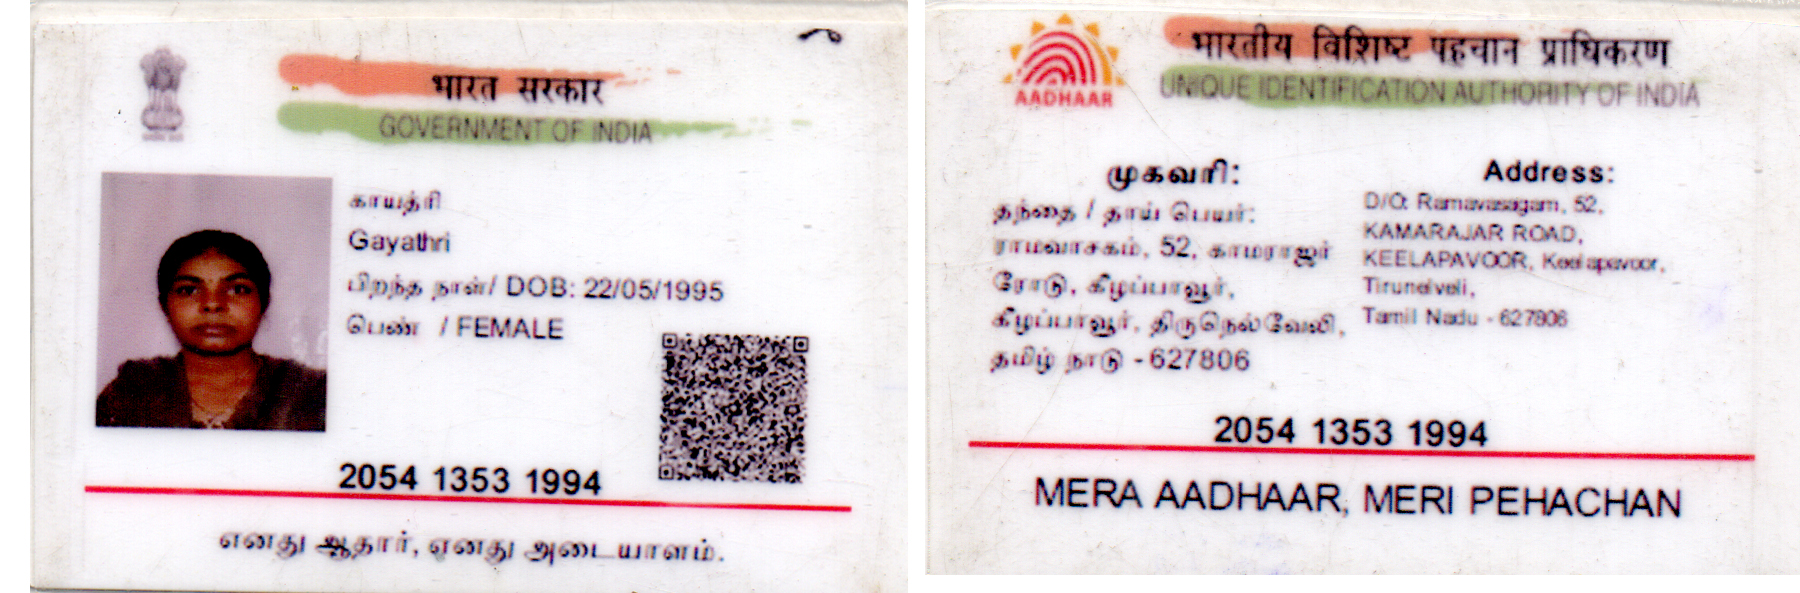 भारत सरकार
GOVERNMENT OF INDIA
காயத்ரி
Gayathri
பிறந்த நாள்/ DOB: 22/05/1995
பெண் / FEMALE
2054 1353 1994
எனது ஆதார், எனது அடையாளம்.
AADHAAR
भारतीय विशिष्ट पहचान प्राधिकरण
UNIQUE IDENTIFICATION AUTHORITY OF INDIA
முகவரி:
தந்தை / தாய் பெயர்:
ராமவாசகம், 52, காமராஜர்
ரோடு, கீழப்பாவூர்,
கீழப்பாவூர், திருநெல்வேலி,
தமிழ் நாடு - 627806
Address:
D/O: Ramavasagam, 52,
KAMARAJAR ROAD,
KEELAPAVOOR, Keelapavoor,
Tirunelveli,
Tamil Nadu - 627806
2054 1353 1994
MERA AADHAAR, MERI PEHACHAN